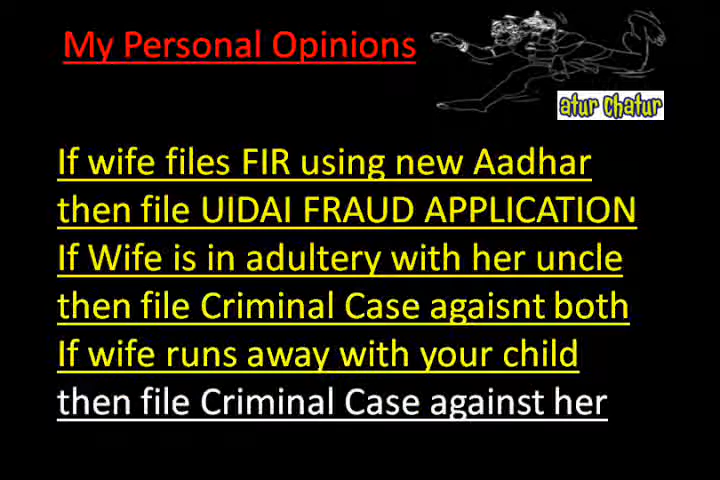 My Personal Opinions
atur chatur
If wife files FIR using new Aadhar
then file UIDAI FRAUD APPLICATION
If Wife is in adultery with her uncle
then file Criminal Case agaisnt both
If wife runs away with your child
then file Criminal Case against her